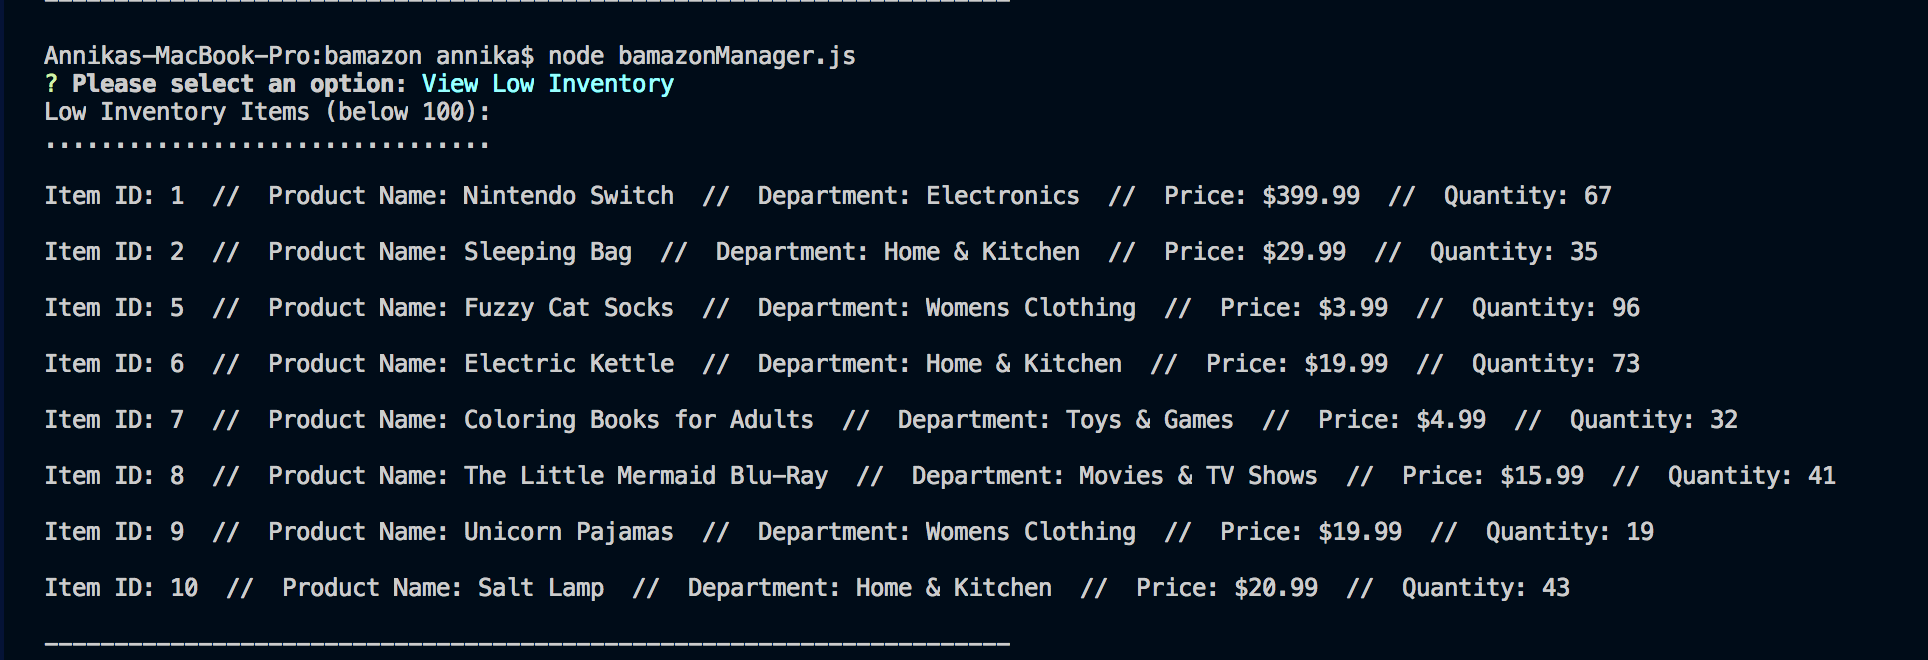 Annikas-MacBook-Pro:bamazon annika$ node bamazonManager.js
? Please select an option: View Low Inventory
Low Inventory Items (below 100):
................................
Item ID: 1  //  Product Name: Nintendo Switch  //  Department: Electronics  //  Price: $399.99  //  Quantity: 67
Item ID: 2  //  Product Name: Sleeping Bag  //  Department: Home & Kitchen  //  Price: $29.99  //  Quantity: 35
Item ID: 5  //  Product Name: Fuzzy Cat Socks  //  Department: Womens Clothing  //  Price: $3.99  //  Quantity: 96
Item ID: 6  //  Product Name: Electric Kettle  //  Department: Home & Kitchen  //  Price: $19.99  //  Quantity: 73
Item ID: 7  //  Product Name: Coloring Books for Adults  //  Department: Toys & Games  //  Price: $4.99  //  Quantity: 32
Item ID: 8  //  Product Name: The Little Mermaid Blu-Ray  //  Department: Movies & TV Shows  //  Price: $15.99  //  Quantity: 41
Item ID: 9  //  Product Name: Unicorn Pajamas  //  Department: Womens Clothing  //  Price: $19.99  //  Quantity: 19
Item ID: 10  //  Product Name: Salt Lamp  //  Department: Home & Kitchen  //  Price: $20.99  //  Quantity: 43